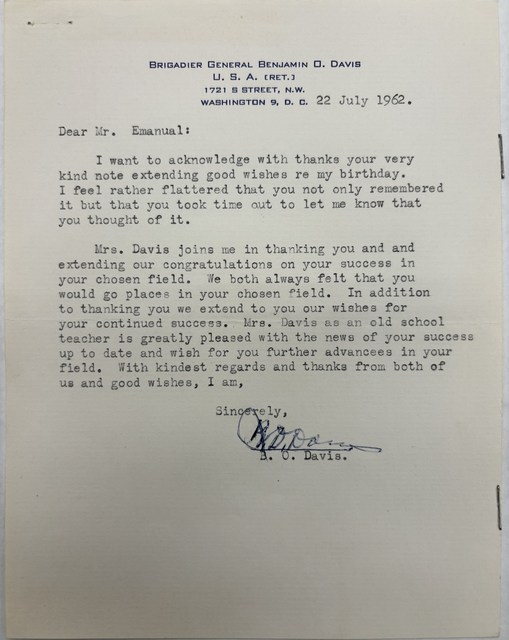 BRIGADIER GENERAL BENJAMIN O. DAVIS
U. S. A. (RET.)
1721 S STREET, N.W.
WASHINGTON 9, D. C. 22 July 1962.
Dear Mr. Emanual:
I want to acknowledge with thanks your very
kind note extending good wishes re my birthday.
I feel rather flattered that you not only remembered
it but that you took time out to let me know that
you thought of it.
Mrs. Davis joins me in thanking you and and
extending our congratulations on your success in
your chosen field. We both always felt that you
would go places in your chosen field. In addition
to thanking you we extend to you our wishes for
your continued success. Mrs. Davis as an old school
teacher is greatly pleased with the news of your success
up to date and wish for you further advancees in your
field. With kindest regards and thanks from both of
us and good wishes, I am,
Sincerely,
B. O. Davis
B. O. Davis.